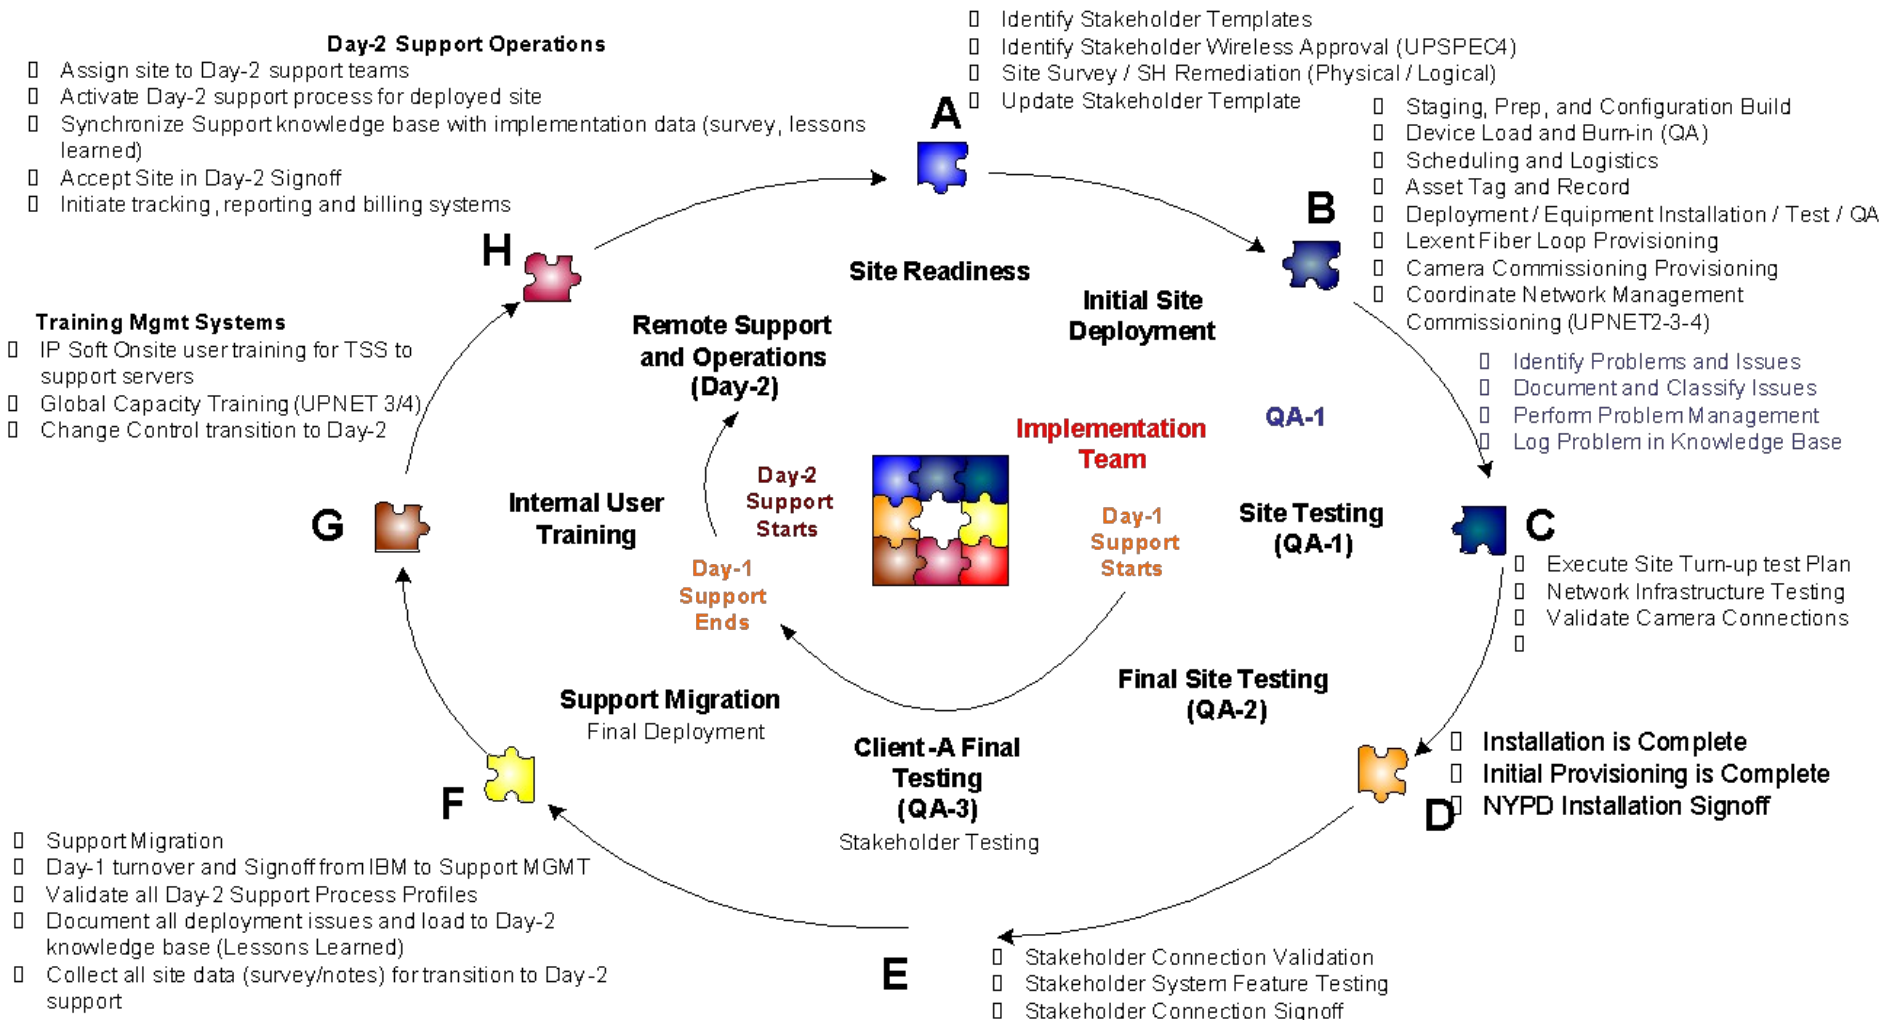 Day-2 Support Operations
Assign site to Day-2 support teams
Activate Day-2 support process for deployed site
Synchronize Support knowledge base with implementation data (survey, lessons
learned)
Accept Site in Day-2 Signoff
Initiate tracking, reporting and billing systems
Identify Stakeholder Templates
Identify Stakeholder Wireless Approval (UPSPEC4)
Site Survey / SH Remediation (Physical / Logical)
Update Stakeholder Template
A
Staging, Prep, and Configuration Build
Device Load and Burn-in (QA)
Scheduling and Logistics
Asset Tag and Record
Deployment / Equipment Installation / Test / QA
Lexent Fiber Loop Provisioning
Camera Commissioning Provisioning
Coordinate Network Management
Commissioning (UPNET2-3-4)
B
H
Site Readiness
Initial Site
Deployment
Remote Support
and Operations
(Day-2)
Training Mgmt Systems
IP Soft Onsite user training for TSS to
support servers
Global Capacity Training (UPNET 3/4)
Change Control transition to Day-2
Identify Problems and Issues
Document and Classify Issues
Perform Problem Management
Log Problem in Knowledge Base
QA-1
Implementation
Team
Day-2
Support
Starts
Internal User
Training
G
Day-1
Support
Starts
Site Testing
(QA-1)
C
Execute Site Turn-up test Plan
Network Infrastructure Testing
Validate Camera Connections
Day-1
Support
Ends
Support Migration
Final Deployment
Final Site Testing
(QA-2)
Client-A Final
Testing
(QA-3)
Stakeholder Testing
Installation is Complete
Initial Provisioning is Complete
NYPD Installation Signoff
D
F
Support Migration
Day-1 turnover and Signoff from IBM to Support MGMT
Validate all Day-2 Support Process Profiles
Document all deployment issues and load to Day-2
knowledge base (Lessons Learned)
Collect all site data (survey/notes) for transition to Day-2
support
E
Stakeholder Connection Validation
Stakeholder System Feature Testing
Stakeholder Connection Signoff